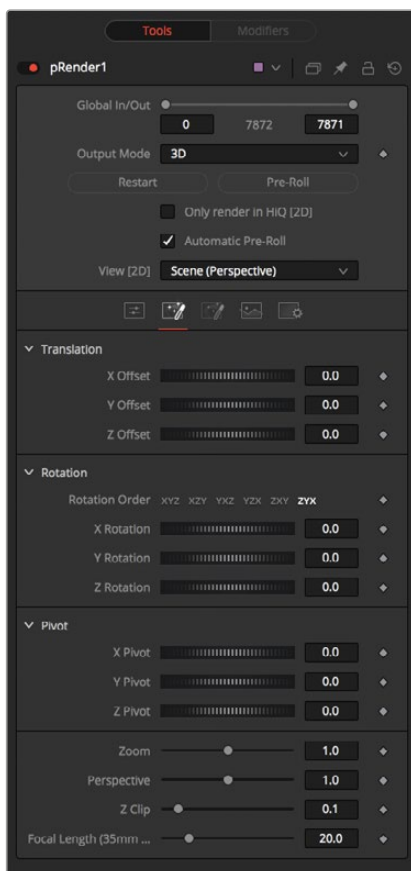 Tools Modifiers
pRender1
Global In/Out
0 7872 7871
Output Mode 3D
Restart Pre-Roll
Only render in HiQ [2D]
Automatic Pre-Roll
View [2D] Scene (Perspective)
Translation
X Offset 0.0
Y Offset 0.0
Z Offset 0.0
Rotation
Rotation Order XYZ XZY YXZ YZX ZXY ZYX
X Rotation 0.0
Y Rotation 0.0
Z Rotation 0.0
Pivot
X Pivot 0.0
Y Pivot 0.0
Z Pivot 0.0
Zoom 1.0
Perspective 1.0
Z Clip 0.1
Focal Length (35mm ... 20.0